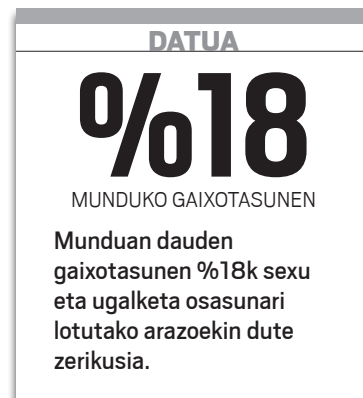 DATUA
%18
MUNDUKO GAIXOTASUNEN
Munduan dauden
gaixotasunen %18k sexu
eta ugalketa osasunari
lotutako arazoekin dute
zerikusia.